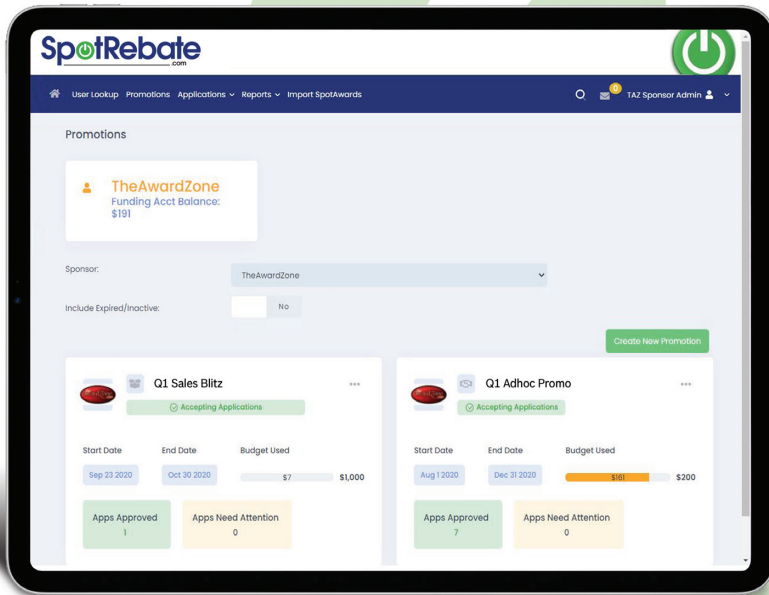 SpotRebate
.com
User Lookup Promotions Applications Reports Import SpotAwards
0
TAZ Sponsor Admin
Promotions
TheAwardZone
Funding Acct Balance:
$191
Sponsor:
TheAwardZone
Include Expired/Inactive:
No
Create New Promotion
Q1 Sales Blitz
Accepting Applications
Start Date End Date Budget Used
Sep 23 2020 Oct 30 2020 $7 $1,000
Apps Approved Apps Need Attention
1 0
Q1 Adhoc Promo
Accepting Applications
Start Date End Date Budget Used
Aug 1 2020 Dec 31 2020 $161 $200
Apps Approved Apps Need Attention
7 0